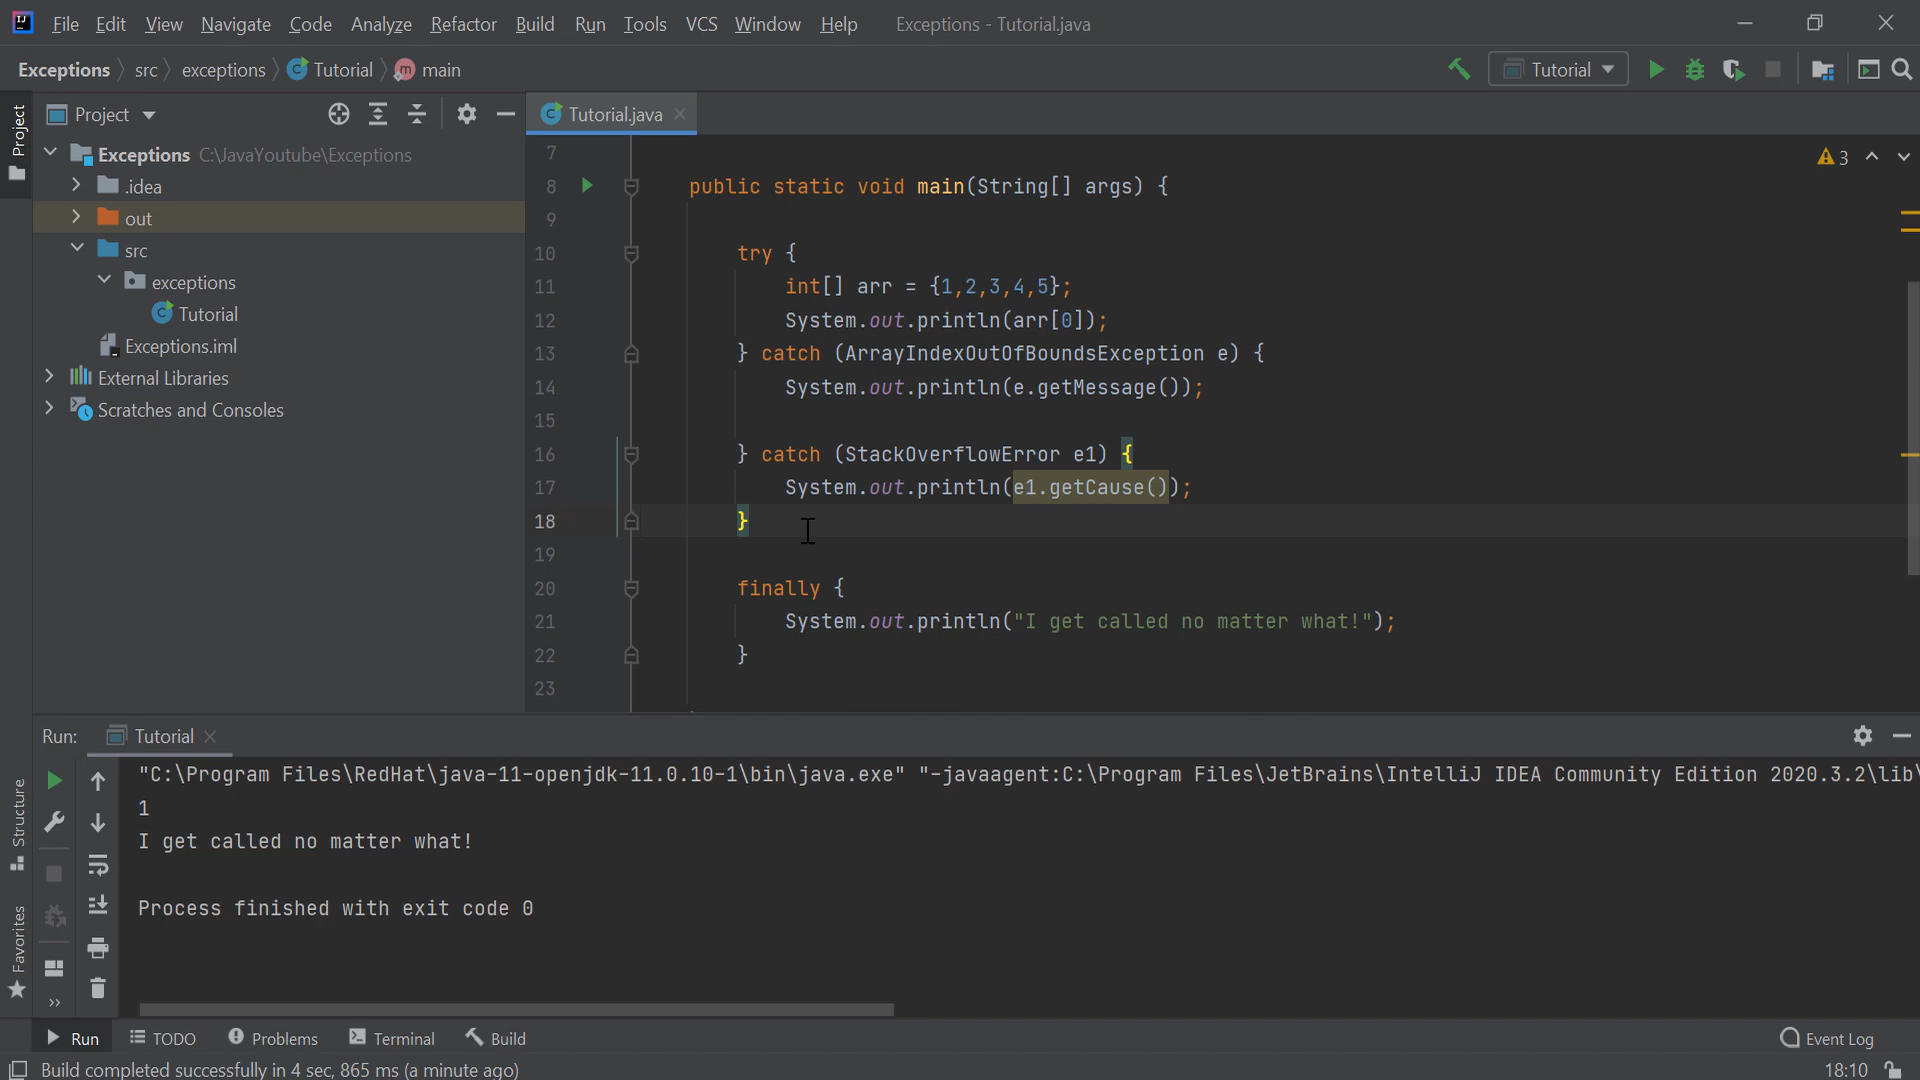 File Edit View Navigate Code Analyze Refactor Build Run Tools VCS Window Help Exceptions - Tutorial.java
Exceptions src exceptions Tutorial main
Tutorial
Project
Project
Exceptions C:\JavaYoutube\Exceptions
.idea
out
src
exceptions
Tutorial
Exceptions.iml
External Libraries
Scratches and Consoles
Tutorial.java
3
7
8 public static void main(String[] args) {
9
10 try {
11 int[] arr = {1,2,3,4,5};
12 System.out.println(arr[0]);
13 } catch (ArrayIndexOutOfBoundsException e) {
14 System.out.println(e.getMessage());
15
16 } catch (StackOverflowError e1) {
17 System.out.println(e1.getCause());
18 }
19
20 finally {
21 System.out.println("I get called no matter what!");
22 }
23
Run: Tutorial
"C:\Program Files\RedHat\java-11-openjdk-11.0.10-1\bin\java.exe" "-javaagent:C:\Program Files\JetBrains\IntelliJ IDEA Community Edition 2020.3.2\lib\
1
I get called no matter what!
Process finished with exit code 0
Structure
Favorites
Run TODO Problems Terminal Build Event Log
Build completed successfully in 4 sec, 865 ms (a minute ago) 18:10